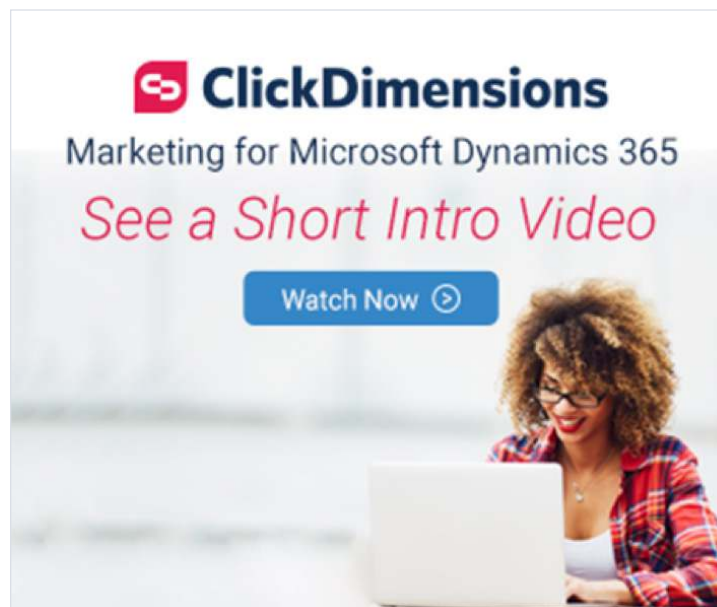 ClickDimensions
Marketing for Microsoft Dynamics 365
See a Short Intro Video
Watch Now